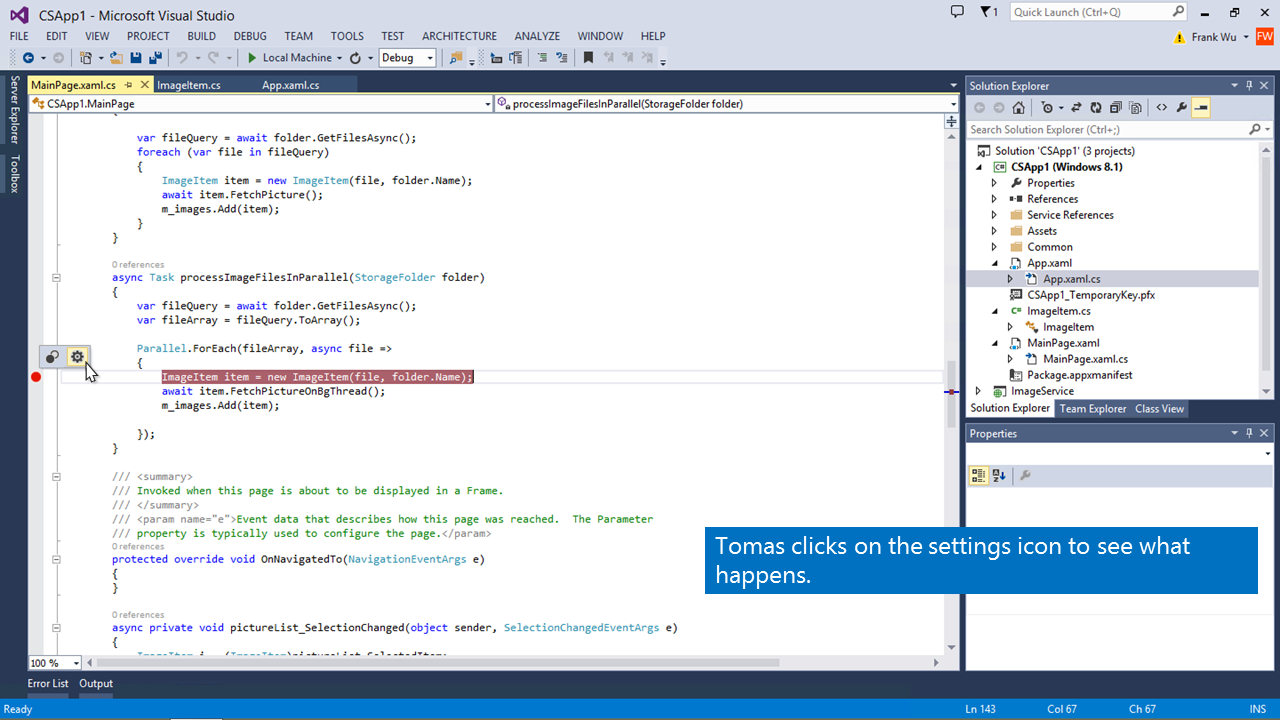 CSApp1 - Microsoft Visual Studio
1
Quick Launch (Ctrl+Q)
FILE EDIT VIEW PROJECT BUILD DEBUG TEAM TOOLS TEST ARCHITECTURE ANALYZE WINDOW HELP
Frank Wu
FW
Local Machine
Debug
Server Explorer
Toolbox
MainPage.xaml.cs
ImageItem.cs
App.xaml.cs
CSApp1.MainPage
processImageFilesInParallel(StorageFolder folder)
{
var fileQuery = await folder.GetFilesAsync();
foreach (var file in fileQuery)
{
ImageItem item = new ImageItem(file, folder.Name);
await item.FetchPicture();
m_images.Add(item);
}
}
0 references
async Task processImageFilesInParallel(StorageFolder folder)
{
var fileQuery = await folder.GetFilesAsync();
var fileArray = fileQuery.ToArray();
Parallel.ForEach(fileArray, async file =>
{
ImageItem item = new ImageItem(file, folder.Name);
await item.FetchPictureOnBgThread();
m_images.Add(item);
});
}
/// <summary>
/// Invoked when this page is about to be displayed in a Frame.
/// </summary>
/// <param name="e">Event data that describes how this page was reached.  The Parameter
/// property is typically used to configure the page.</param>
0 references
protected override void OnNavigatedTo(NavigationEventArgs e)
{
}
0 references
async private void pictureList_SelectionChanged(object sender, SelectionChangedEventArgs e)
{
100 %
Error List Output
Solution Explorer
Search Solution Explorer (Ctrl+;)
Solution 'CSApp1' (3 projects)
CSApp1 (Windows 8.1)
Properties
References
Service References
Assets
Common
App.xaml
App.xaml.cs
CSApp1_TemporaryKey.pfx
ImageItem.cs
ImageItem
MainPage.xaml
MainPage.xaml.cs
Package.appxmanifest
ImageService
Solution Explorer Team Explorer Class View
Properties
Tomas clicks on the settings icon to see what
happens.
Ready
Ln 143 Col 67 Ch 67 INS